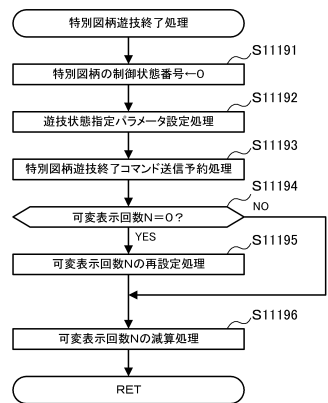 特別図柄遊技終了処理
S11191
特別図柄の制御状態番号←0
S11192
遊技状態指定パラメータ設定処理
S11193
特別図柄遊技終了コマンド送信予約処理
S11194
可変表示回数N=0?
NO
YES
S11195
可変表示回数Nの再設定処理
S11196
可変表示回数Nの減算処理
RET